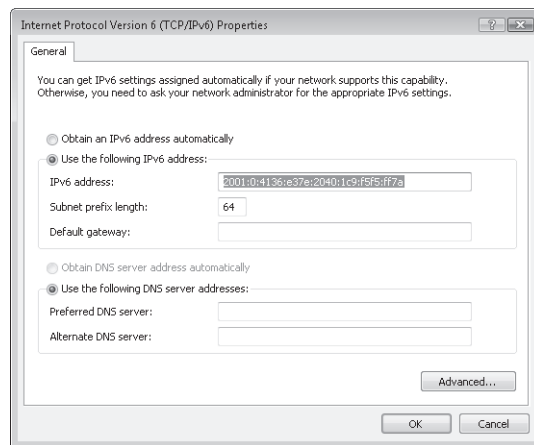 Internet Protocol Version 6 (TCP/IPv6) Properties
General
You can get IPv6 settings assigned automatically if your network supports this capability.
Otherwise, you need to ask your network administrator for the appropriate IPv6 settings.
Obtain an IPv6 address automatically
Use the following IPv6 address:
IPv6 address: 2001:0:4136:e37e:2040:1c9:f5f5:ff7a
Subnet prefix length: 64
Default gateway:
Obtain DNS server address automatically
Use the following DNS server addresses:
Preferred DNS server:
Alternate DNS server:
Advanced...
OK Cancel